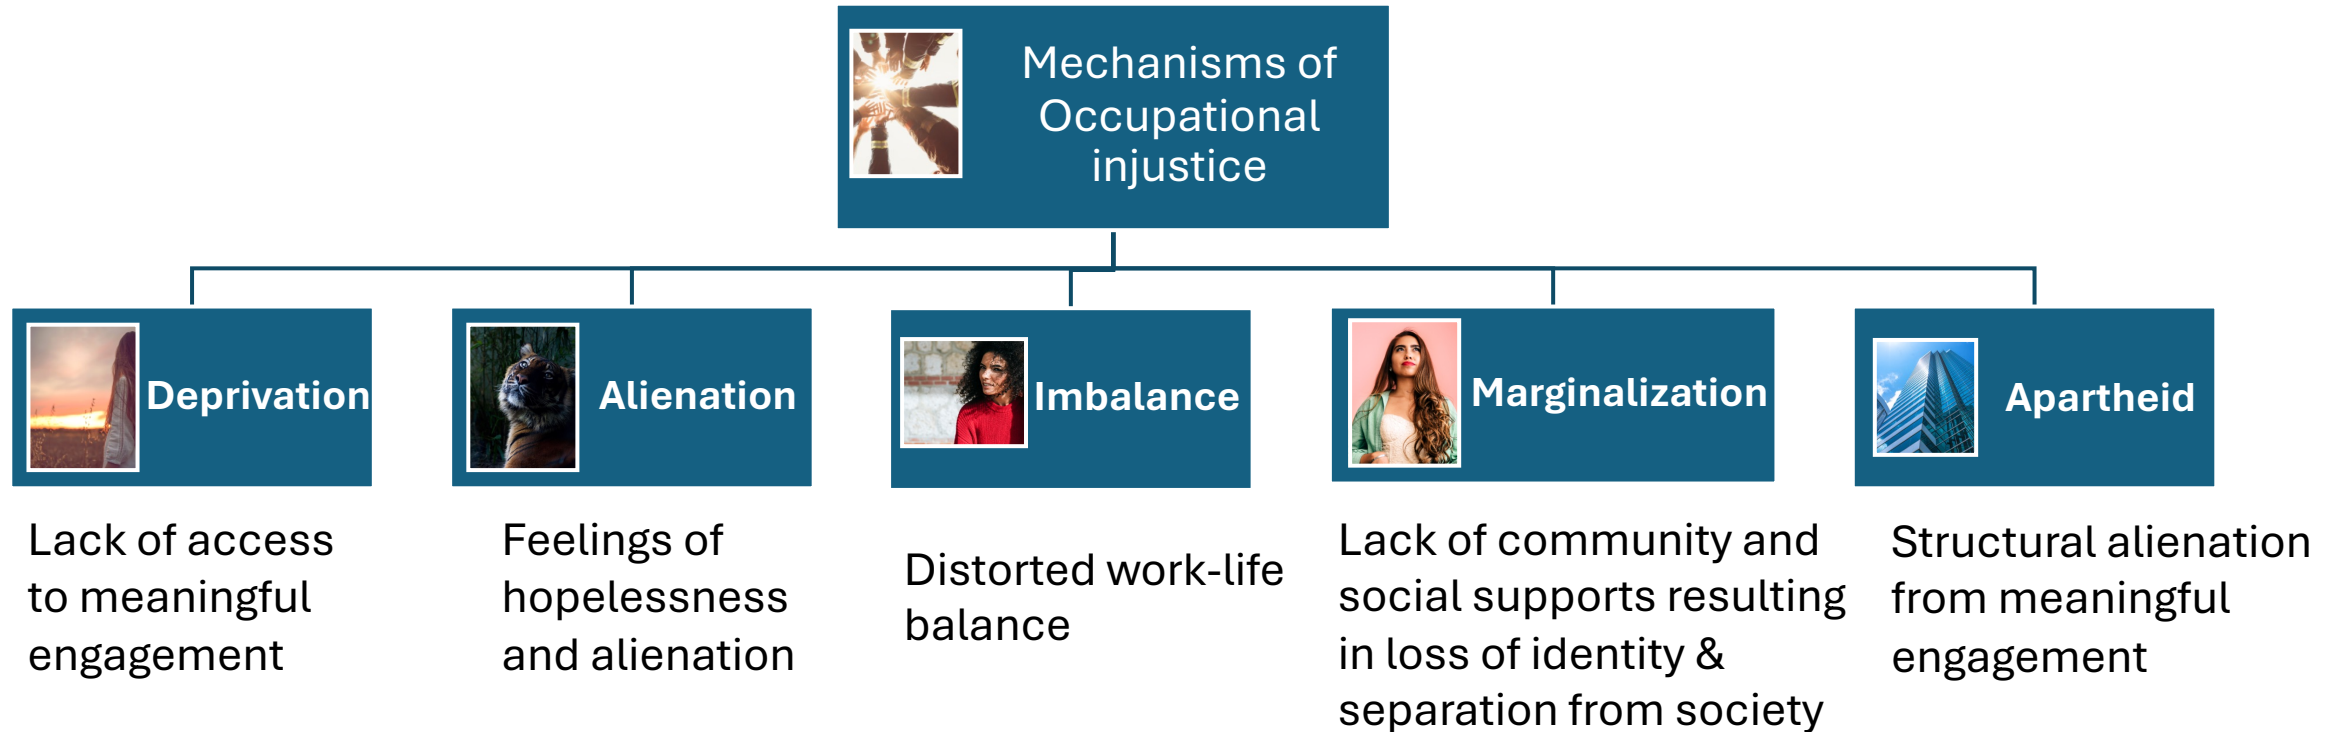 Mechanisms of
Occupational
injustice
Deprivation
Alienation
Imbalance
Marginalization
Apartheid
Lack of access
to meaningful
engagement
Feelings of
hopelessness
and alienation
Distorted work-life
balance
Lack of community and
social supports resulting
in loss of identity &
separation from society
Structural alienation
from meaningful
engagement